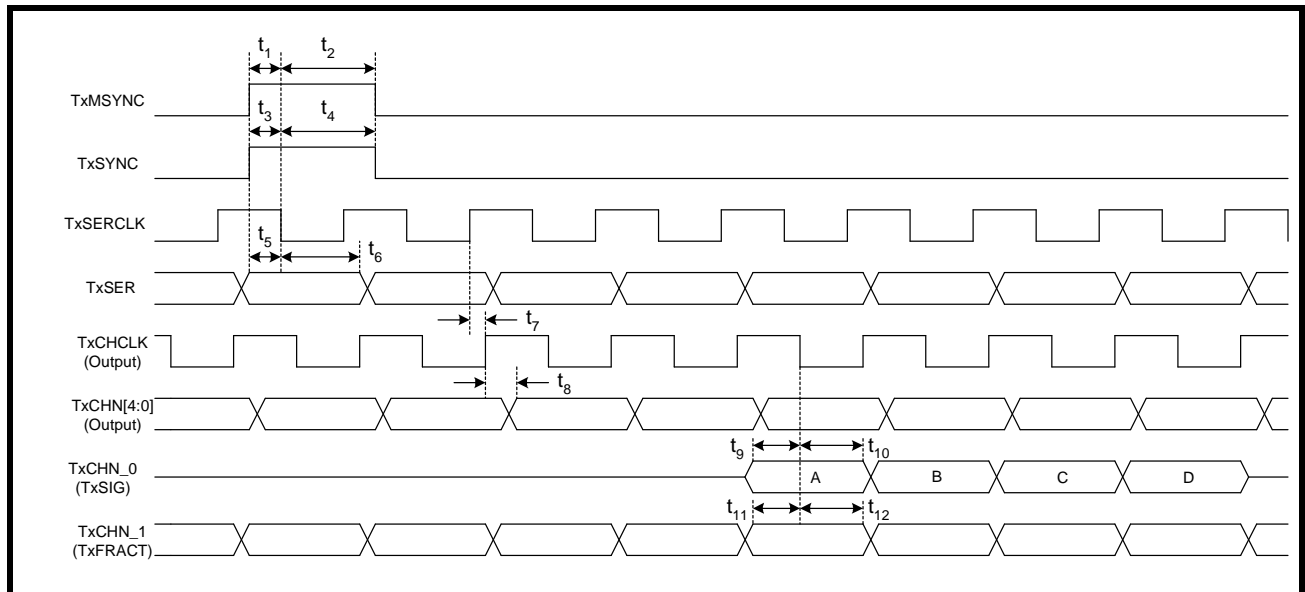 t1 t2
TxMSYNC
t3 t4
TxSYNC
TxSERCLK
t5 t6
TxSER
t7
TxCHCLK
(Output)
t8
TxCHN[4:0]
(Output)
t9 t10
TxCHN_0
(TxSIG)
A B C D
t11 t12
TxCHN_1
(TxFRACT)